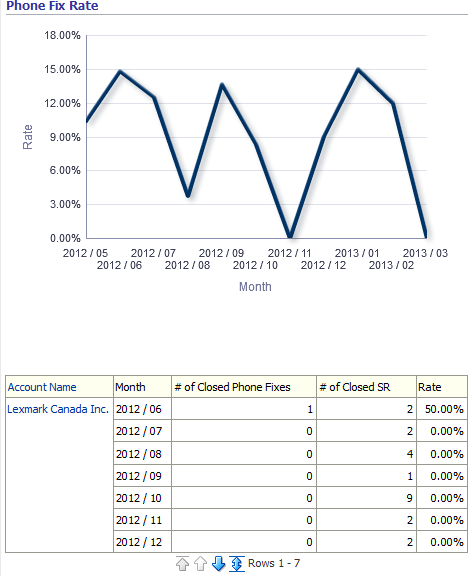 Phone Fix Rate
18.00%
15.00%
12.00%
9.00%
6.00%
3.00%
0.00%
Rate
2012 / 05 2012 / 07 2012 / 09 2012 / 11 2013 / 01 2013 / 03
2012 / 06 2012 / 08 2012 / 10 2012 / 12 2013 / 02
Month
Account Name Month # of Closed Phone Fixes # of Closed SR Rate
Lexmark Canada Inc. 2012 / 06 1 2 50.00%
2012 / 07 0 2 0.00%
2012 / 08 0 4 0.00%
2012 / 09 0 1 0.00%
2012 / 10 0 9 0.00%
2012 / 11 0 2 0.00%
2012 / 12 0 2 0.00%
Rows 1 - 7